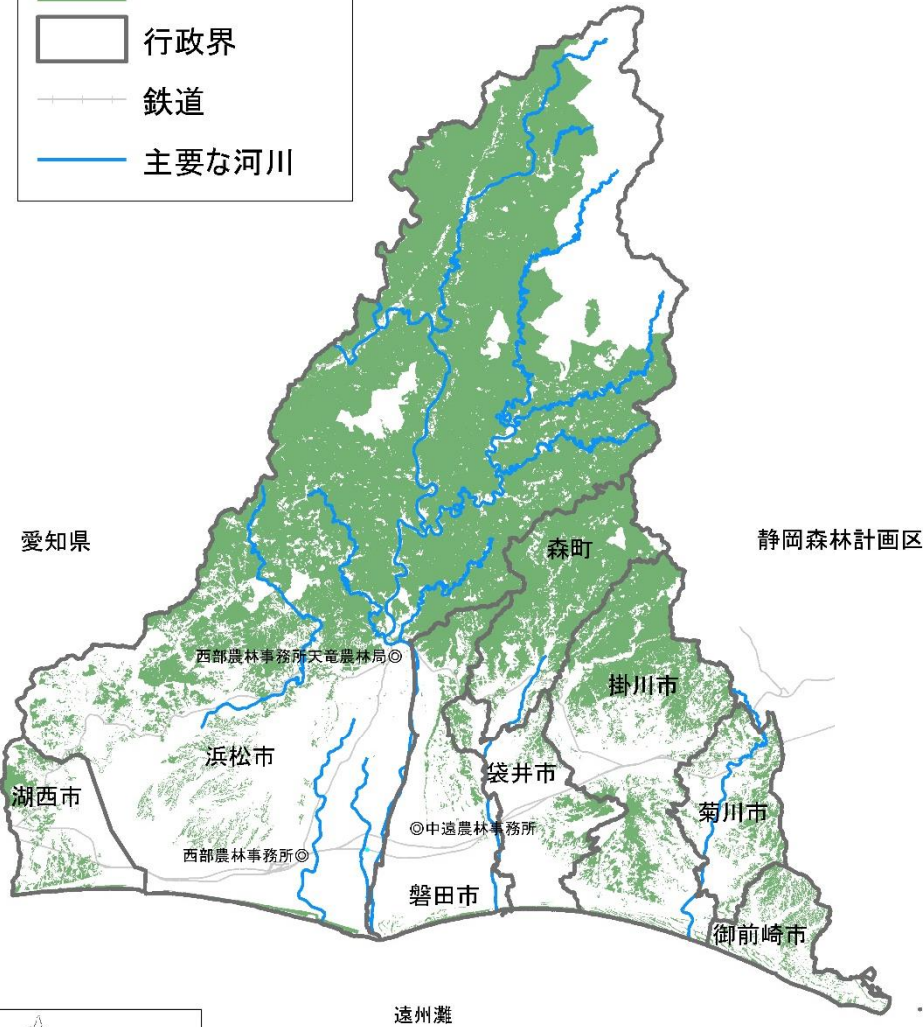 行政界
鉄道
主要な河川
愛知県
森町
静岡森林計画区
西部農林事務所天竜農林局◎
掛川市
浜松市
袋井市
湖西市
菊川市
◎中遠農林事務所
西部農林事務所◎
磐田市
御前崎市
遠州灘